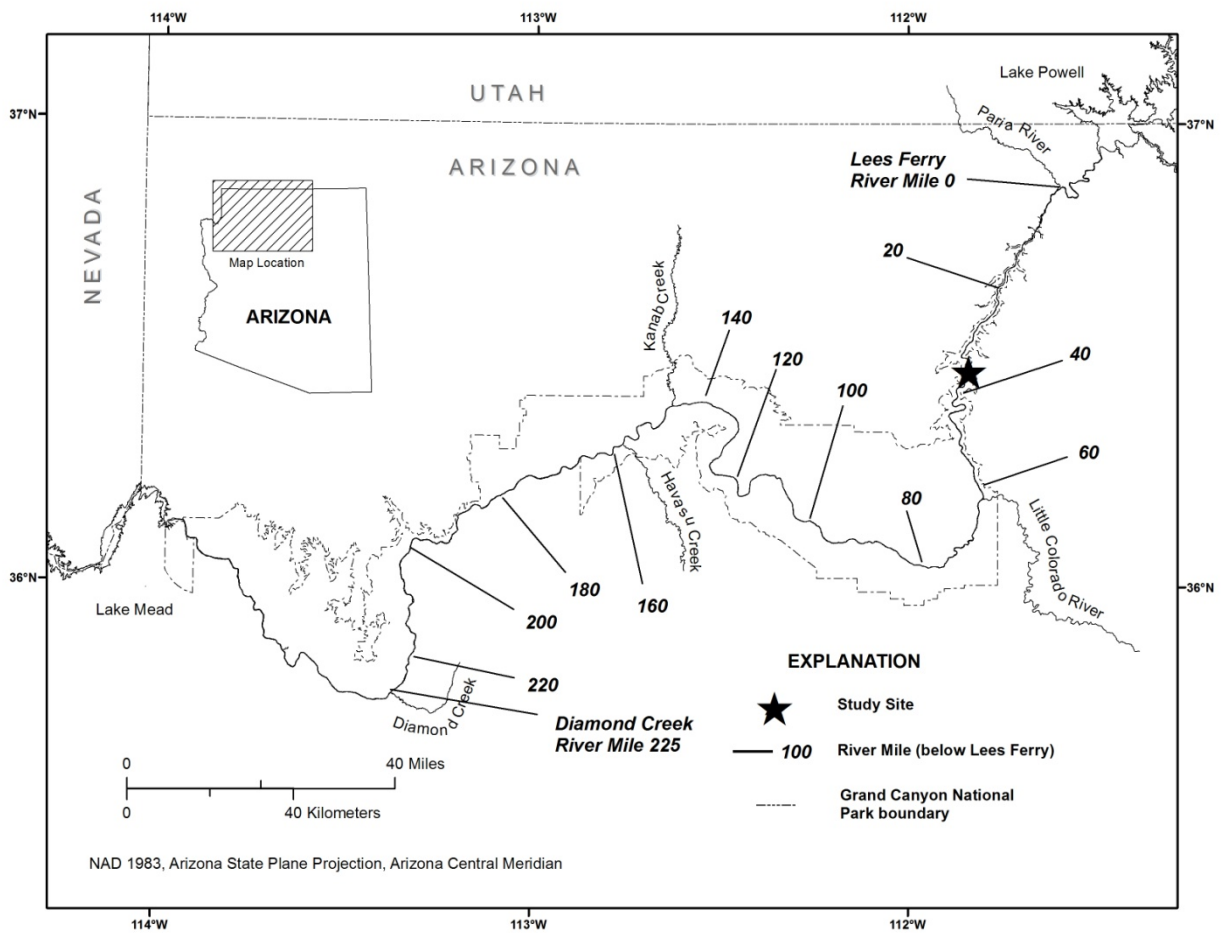 114°W
113°W
112°W
Lake Powell
UTAH
37°N
37°N
Paria River
ARIZONA
Lees Ferry
River Mile 0
NEVADA
20
Map Location
Kanab Creek
ARIZONA
140
40
120
100
60
Havasu Creek
80
Little Colorado River
36°N
36°N
180
160
Lake Mead
200
EXPLANATION
220
Study Site
Diamond Creek
Diamond Creek
River Mile 225
100 River Mile (below Lees Ferry)
0 40 Miles
0 40 Kilometers
Grand Canyon National
Park boundary
NAD 1983, Arizona State Plane Projection, Arizona Central Meridian
114°W
113°W
112°W